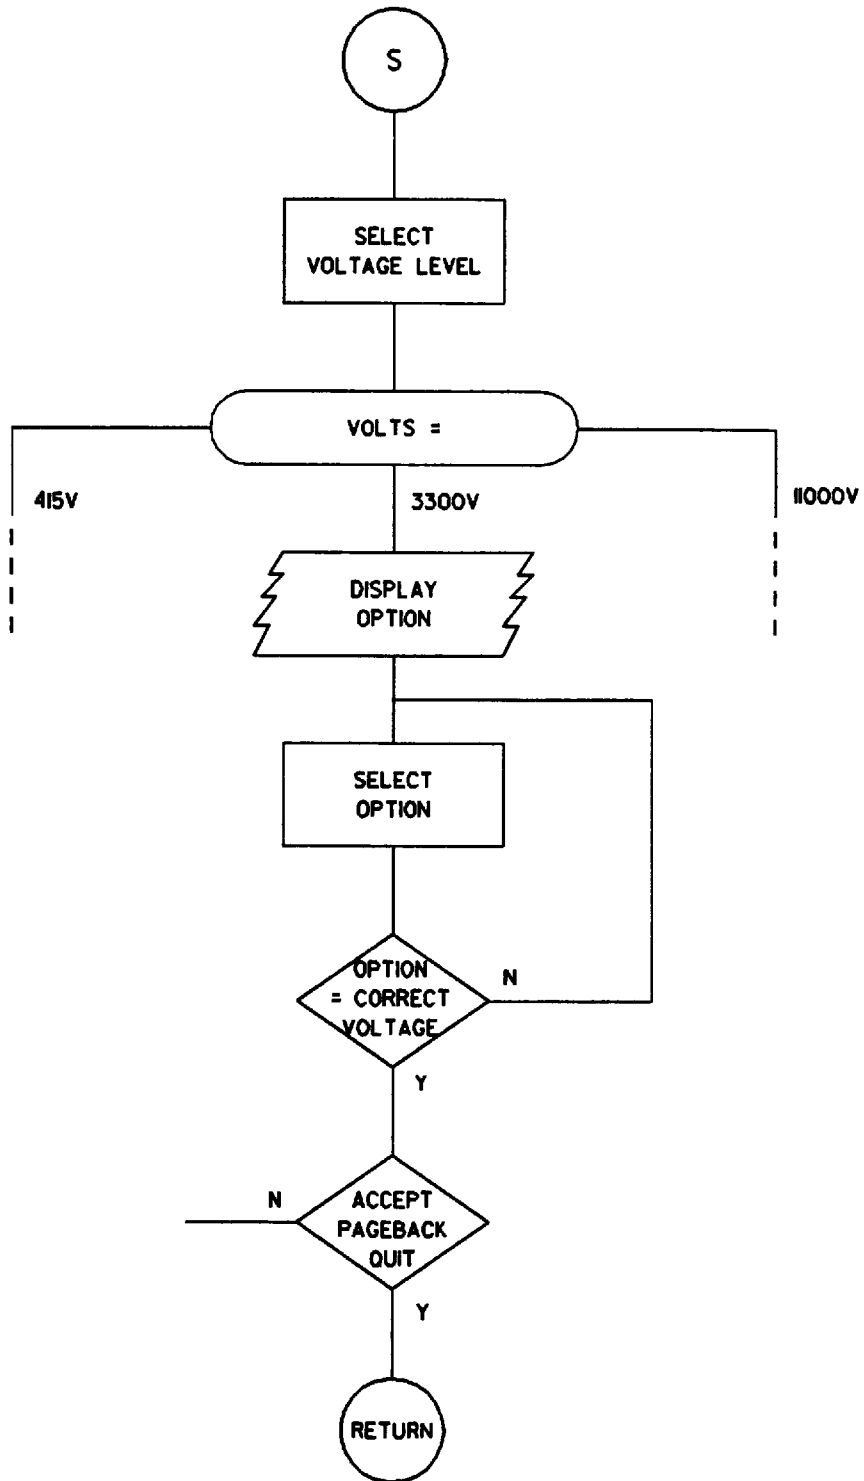 S
SELECT
VOLTAGE LEVEL
VOLTS =
415V
3300V
11000V
DISPLAY
OPTION
SELECT
OPTION
OPTION
= CORRECT
VOLTAGE
N
Y
N
ACCEPT
PAGEBACK
QUIT
Y
RETURN